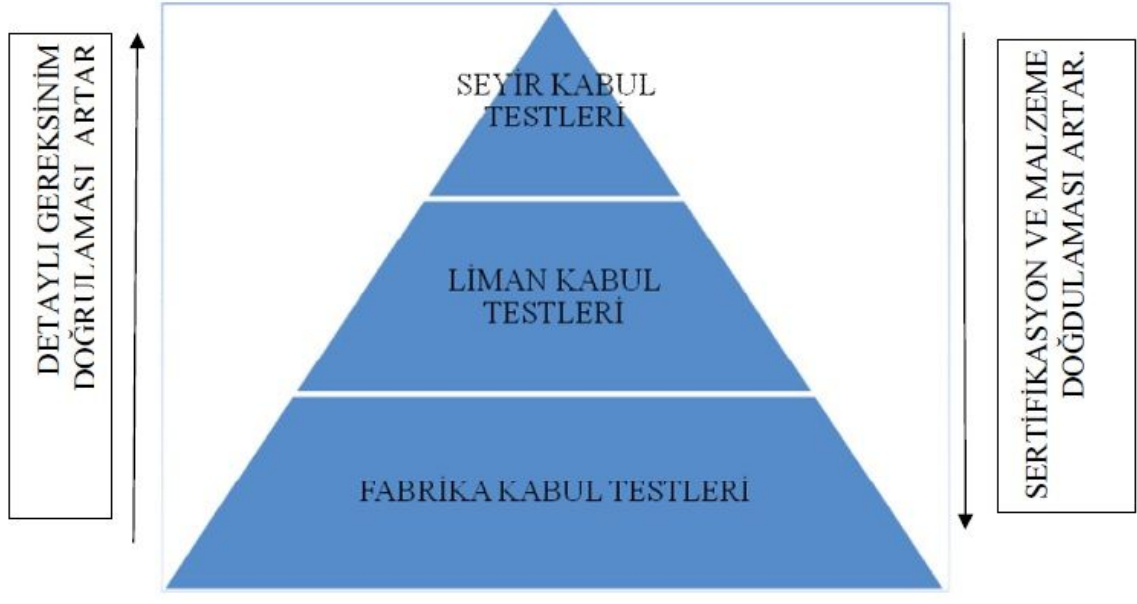 DETAYLI GEREKSİNİM
DOĞRULAMASI ARTAR
SEYİR KABUL
TESTLERİ
LİMAN KABUL
TESTLERİ
FABRİKA KABUL TESTLERİ
SERTİFİKASYON VE MALZEME
DOĞDULAMASI ARTAR.